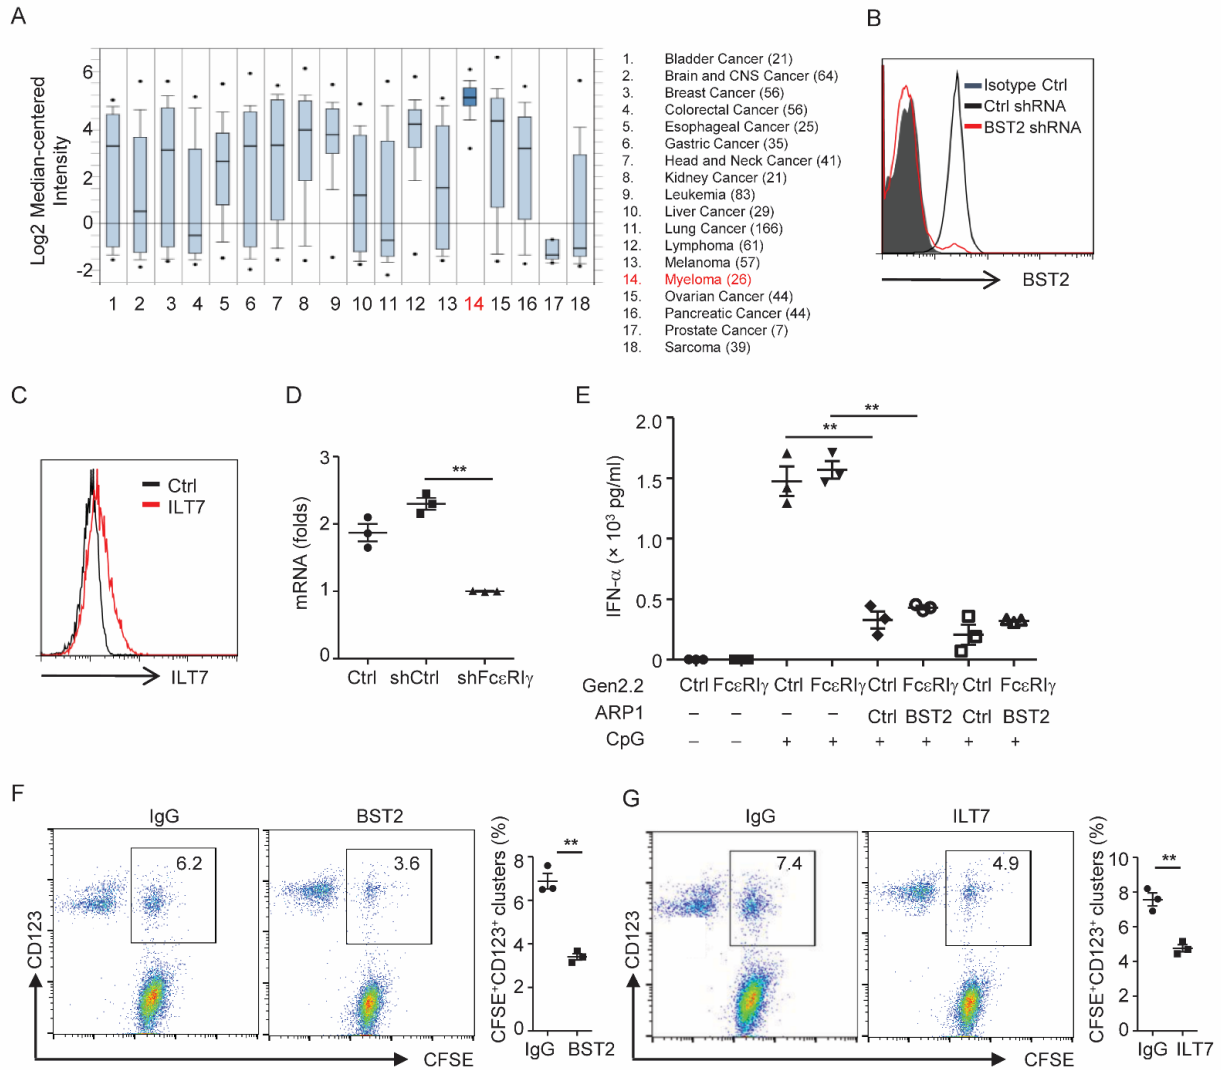 A
Log2 Median-centered
Intensity
6
4
2
0
-2
1 2 3 4 5 6 7 8 9 10 11 12 13 14 15 16 17 18
1. Bladder Cancer (21)
2. Brain and CNS Cancer (64)
3. Breast Cancer (56)
4. Colorectal Cancer (56)
5. Esophageal Cancer (25)
6. Gastric Cancer (35)
7. Head and Neck Cancer (41)
8. Kidney Cancer (21)
9. Leukemia (83)
10. Liver Cancer (29)
11. Lung Cancer (166)
12. Lymphoma (61)
13. Melanoma (57)
14. Myeloma (26)
15. Ovarian Cancer (44)
16. Pancreatic Cancer (44)
17. Prostate Cancer (7)
18. Sarcoma (39)
B
Isotype Ctrl
Ctrl shRNA
BST2 shRNA
BST2
C
Ctrl
ILT7
ILT7
D
mRNA (folds)
3
2
1
0
**
Ctrl shCtrl shFcεRIγ
E
IFN-α (× 10³ pg/ml)
2.0
1.5
1.0
0.5
0
**
**
Gen2.2 Ctrl FcεRIγ Ctrl FcεRIγ Ctrl FcεRIγ Ctrl FcεRIγ
ARP1 – – – – Ctrl BST2 Ctrl BST2
CpG – – + + + + + +
F
IgG
6.2
BST2
3.6
CD123
CFSE
CFSE⁺CD123⁺ clusters (%)
8
6
4
2
0
**
IgG BST2
G
IgG
7.4
ILT7
4.9
CD123
CFSE
CFSE⁺CD123⁺ clusters (%)
10
8
6
4
2
0
**
IgG ILT7